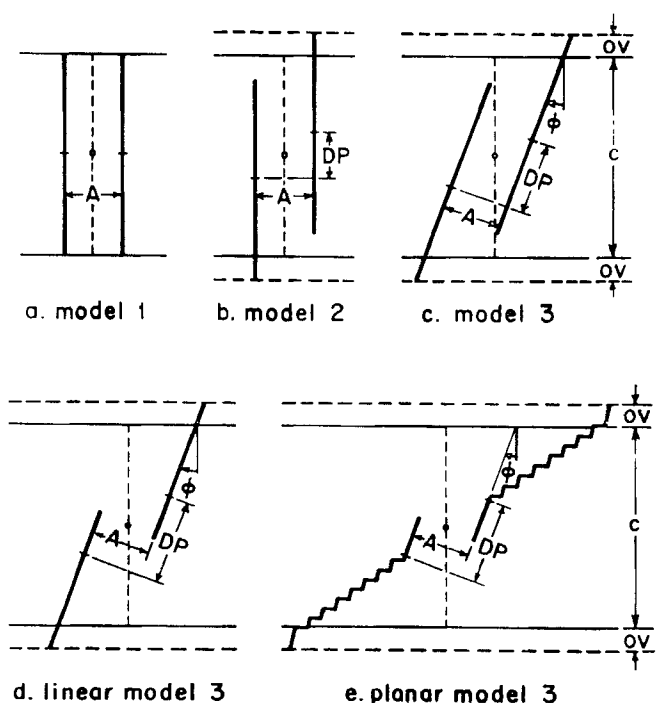 OV
A
DP
A
ϕ
DP
A
c
OV
a. model 1
b. model 2
c. model 3
OV
ϕ
A
DP
ϕ
A
DP
c
OV
d. linear model 3
e. planar model 3